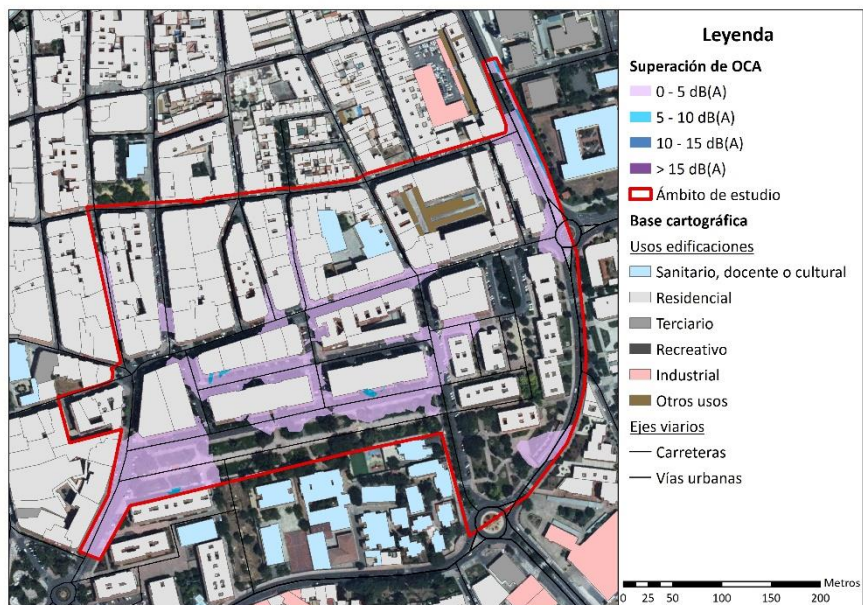 Leyenda
Superación de OCA
0 - 5 dB(A)
5 - 10 dB(A)
10 - 15 dB(A)
> 15 dB(A)
Ámbito de estudio
Base cartográfica
Usos edificaciones
Sanitario, docente o cultural
Residencial
Terciario
Recreativo
Industrial
Otros usos
Ejes viarios
Carreteras
Vías urbanas
Metros
0 25 50 100 150 200